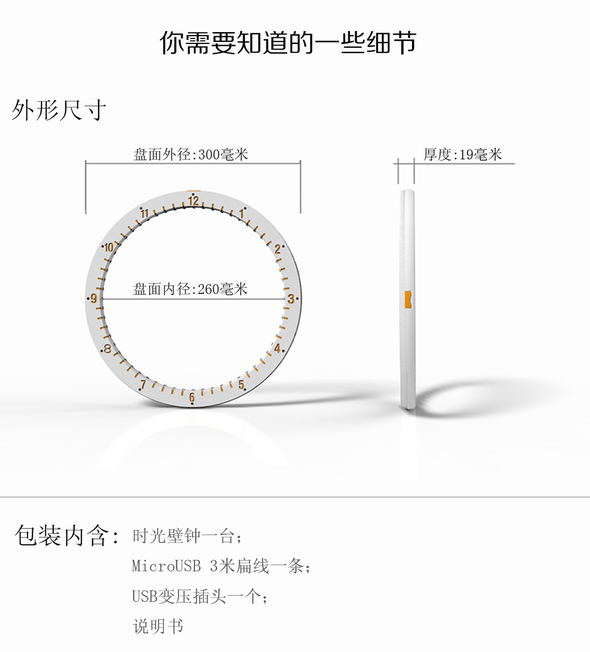 你需要知道的一些细节
外形尺寸
盘面外径:300毫米
厚度:19毫米
12
11
1
10
2
盘面内径:260毫米
9
3
8
4
7
5
6
包装内含:
时光壁钟一台;
MicroUSB 3米扁线一条;
USB变压插头一个;
说明书